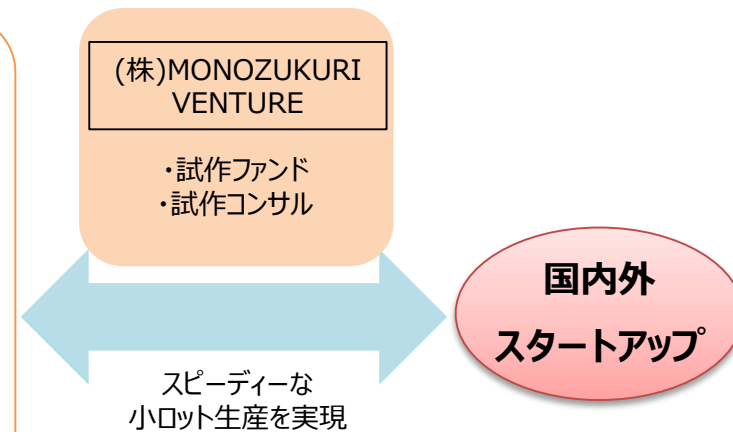 (株)MONOZUKURI
VENTURE
・試作ファンド
・試作コンサル
国内外
スタートアップ
スピーディーな
小ロット生産を実現